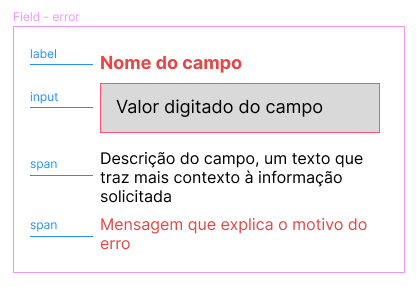 Field - error
label
Nome do campo
input
Valor digitado do campo
span
Descrição do campo, um texto que
traz mais contexto à informação
solicitada
span
Mensagem que explica o motivo do
erro